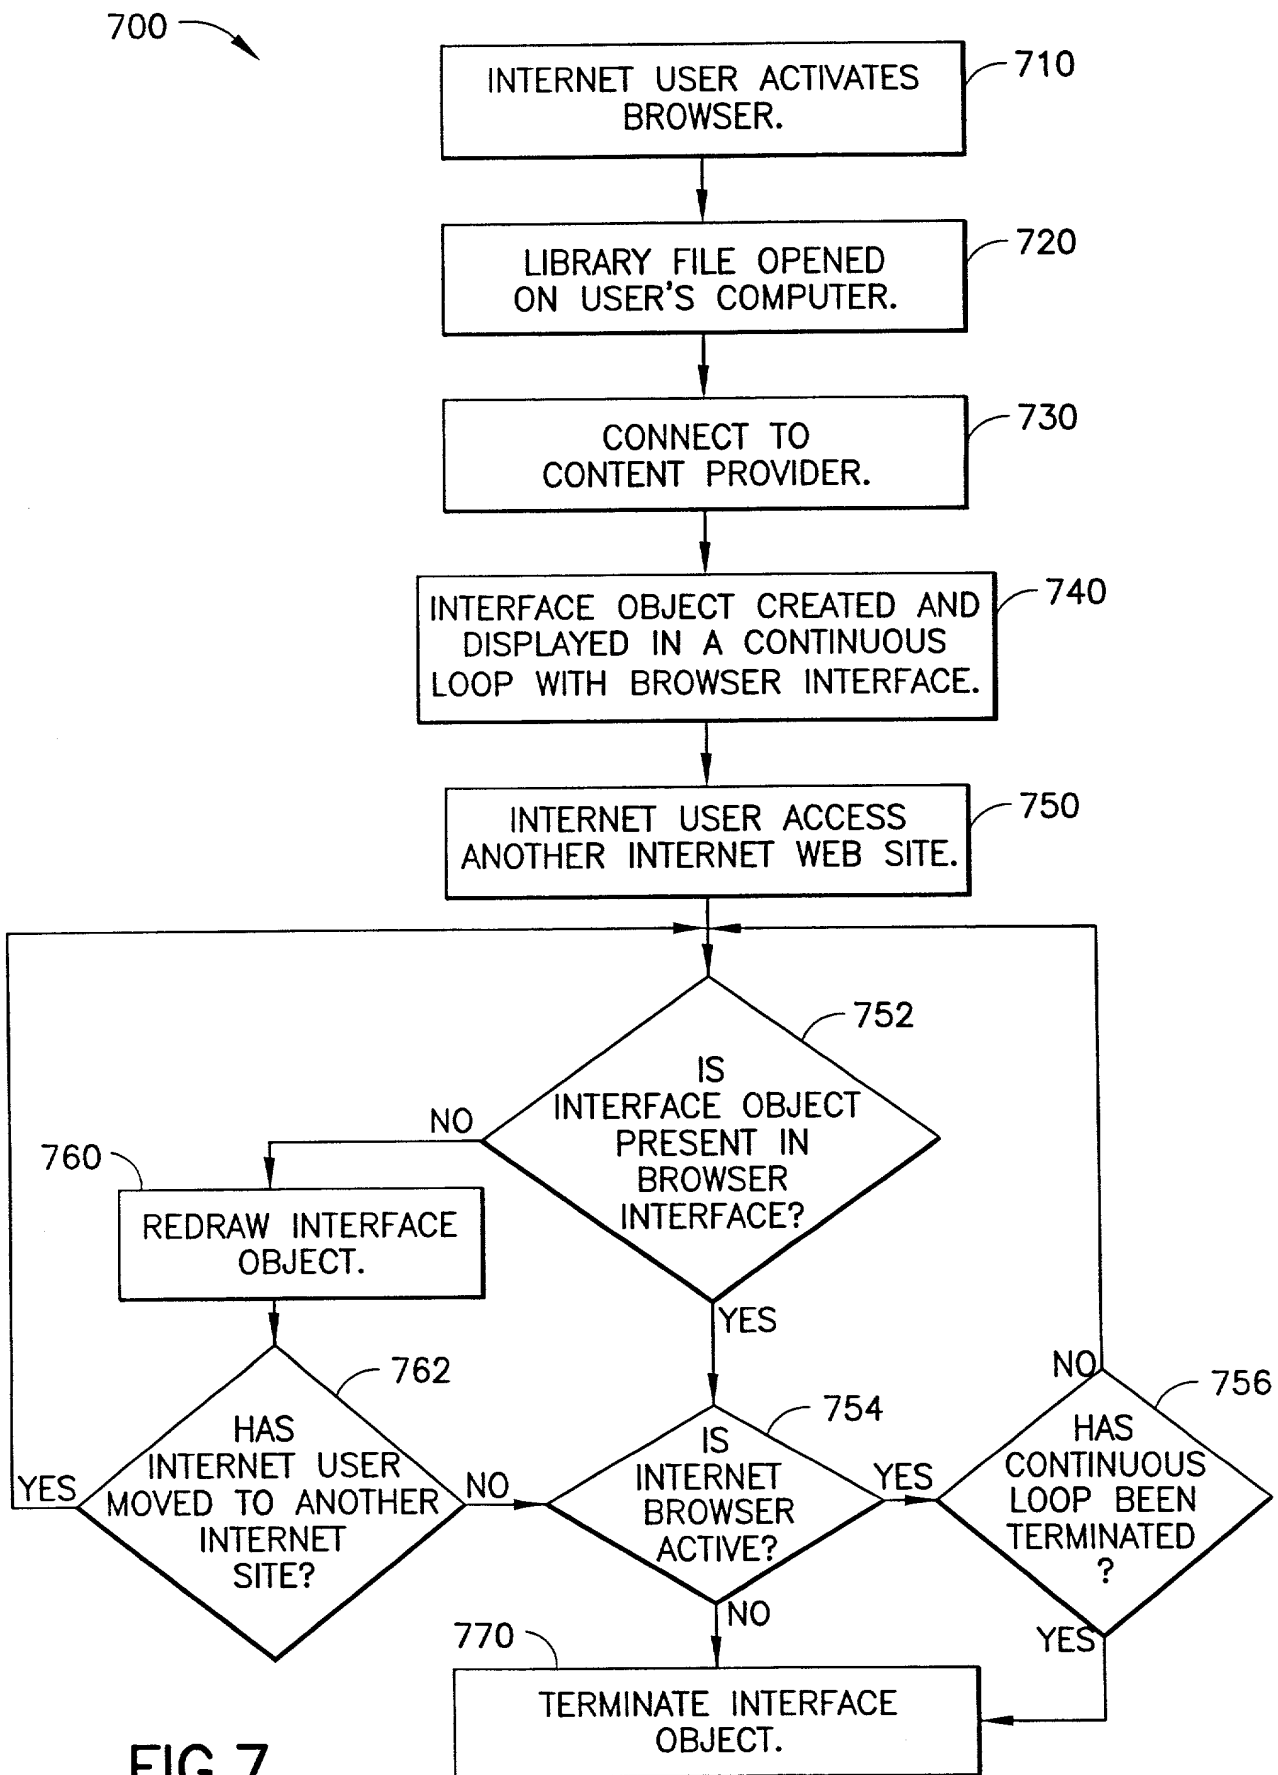 700
INTERNET USER ACTIVATES
BROWSER.
710
LIBRARY FILE OPENED
ON USER'S COMPUTER.
720
CONNECT TO
CONTENT PROVIDER.
730
INTERFACE OBJECT CREATED AND
DISPLAYED IN A CONTINUOUS
LOOP WITH BROWSER INTERFACE.
740
INTERNET USER ACCESS
ANOTHER INTERNET WEB SITE.
750
752
IS
INTERFACE OBJECT
PRESENT IN
BROWSER
INTERFACE?
NO
YES
760
REDRAW INTERFACE
OBJECT.
762
HAS
INTERNET USER
MOVED TO ANOTHER
INTERNET
SITE?
YES
NO
754
IS
INTERNET
BROWSER
ACTIVE?
YES
NO
756
HAS
CONTINUOUS
LOOP BEEN
TERMINATED
?
NO
YES
770
TERMINATE INTERFACE
OBJECT.
FIG.7